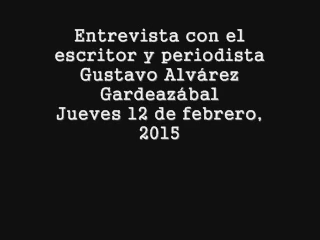 Entrevista con el
escritor y periodista
Gustavo Alvárez
Gardeazábal
Jueves 12 de febrero,
2015